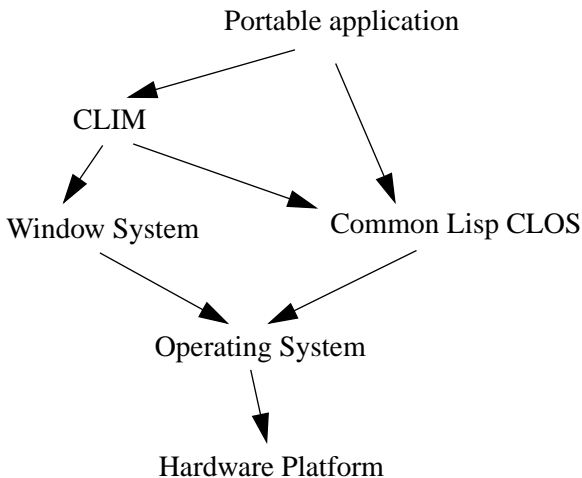 Portable application
CLIM
Window System
Common Lisp CLOS
Operating System
Hardware Platform